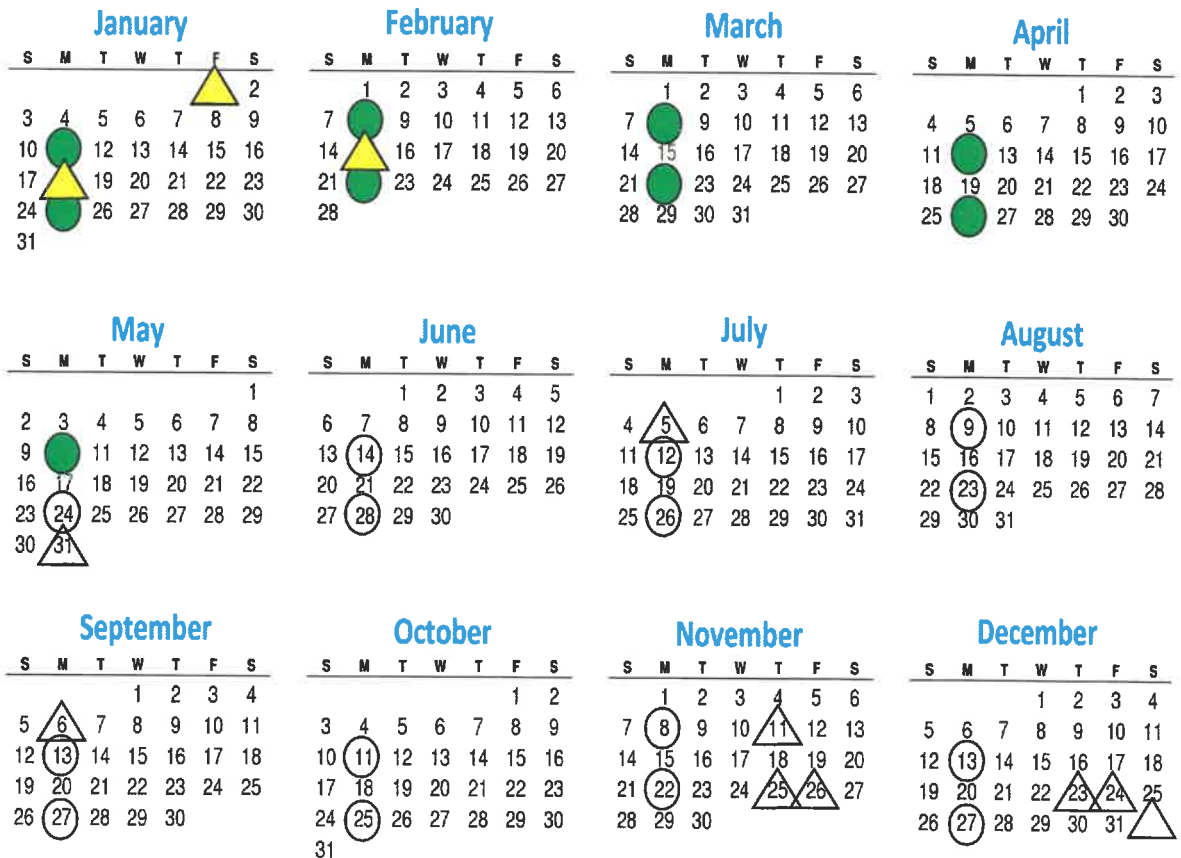 January
S M T W T F S
2
3 4 5 6 7 8 9
10 12 13 14 15 16
17 19 20 21 22 23
24 26 27 28 29 30
31
February
S M T W T F S
1 2 3 4 5 6
7 9 10 11 12 13
14 16 17 18 19 20
21 23 24 25 26 27
28
March
S M T W T F S
1 2 3 4 5 6
7 9 10 11 12 13
14 15 16 17 18 19 20
21 23 24 25 26 27
28 29 30 31
April
S M T W T F S
1 2 3
4 5 6 7 8 9 10
11 13 14 15 16 17
18 19 20 21 22 23 24
25 27 28 29 30
May
S M T W T F S
1
2 3 4 5 6 7 8
9 11 12 13 14 15
16 17 18 19 20 21 22
23 24 25 26 27 28 29
30 31
June
S M T W T F S
1 2 3 4 5
6 7 8 9 10 11 12
13 14 15 16 17 18 19
20 21 22 23 24 25 26
27 28 29 30
July
S M T W T F S
1 2 3
4 5 6 7 8 9 10
11 12 13 14 15 16 17
18 19 20 21 22 23 24
25 26 27 28 29 30 31
August
S M T W T F S
1 2 3 4 5 6 7
8 9 10 11 12 13 14
15 16 17 18 19 20 21
22 23 24 25 26 27 28
29 30 31
September
S M T W T F S
1 2 3 4
5 6 7 8 9 10 11
12 13 14 15 16 17 18
19 20 21 22 23 24 25
26 27 28 29 30
October
S M T W T F S
1 2
3 4 5 6 7 8 9
10 11 12 13 14 15 16
17 18 19 20 21 22 23
24 25 26 27 28 29 30
31
November
S M T W T F S
1 2 3 4 5 6
7 8 9 10 11 12 13
14 15 16 17 18 19 20
21 22 23 24 25 26 27
28 29 30
December
S M T W T F S
1 2 3 4
5 6 7 8 9 10 11
12 13 14 15 16 17 18
19 20 21 22 23 24 25
26 27 28 29 30 31